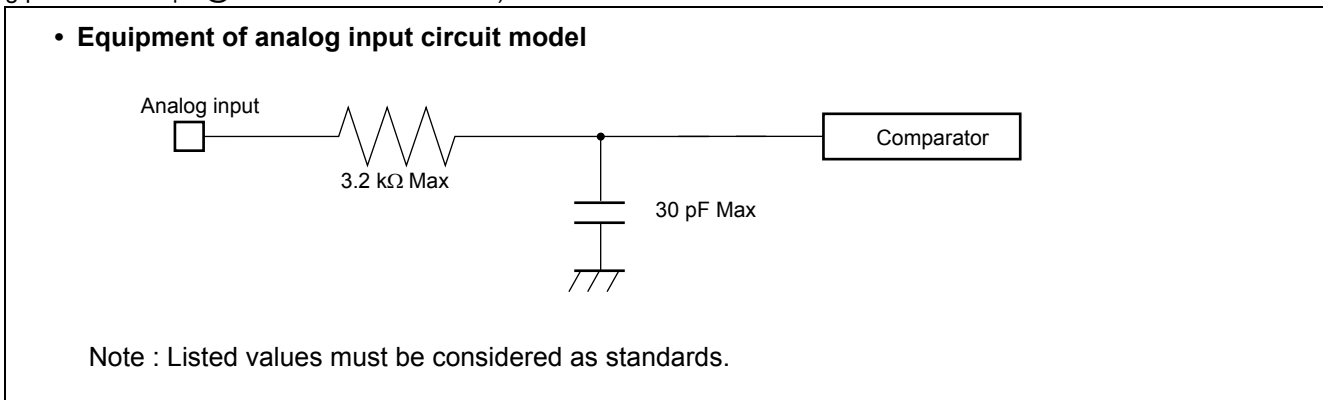 • Equipment of analog input circuit model
Analog input
Comparator
3.2 kΩ Max
30 pF Max
Note : Listed values must be considered as standards.